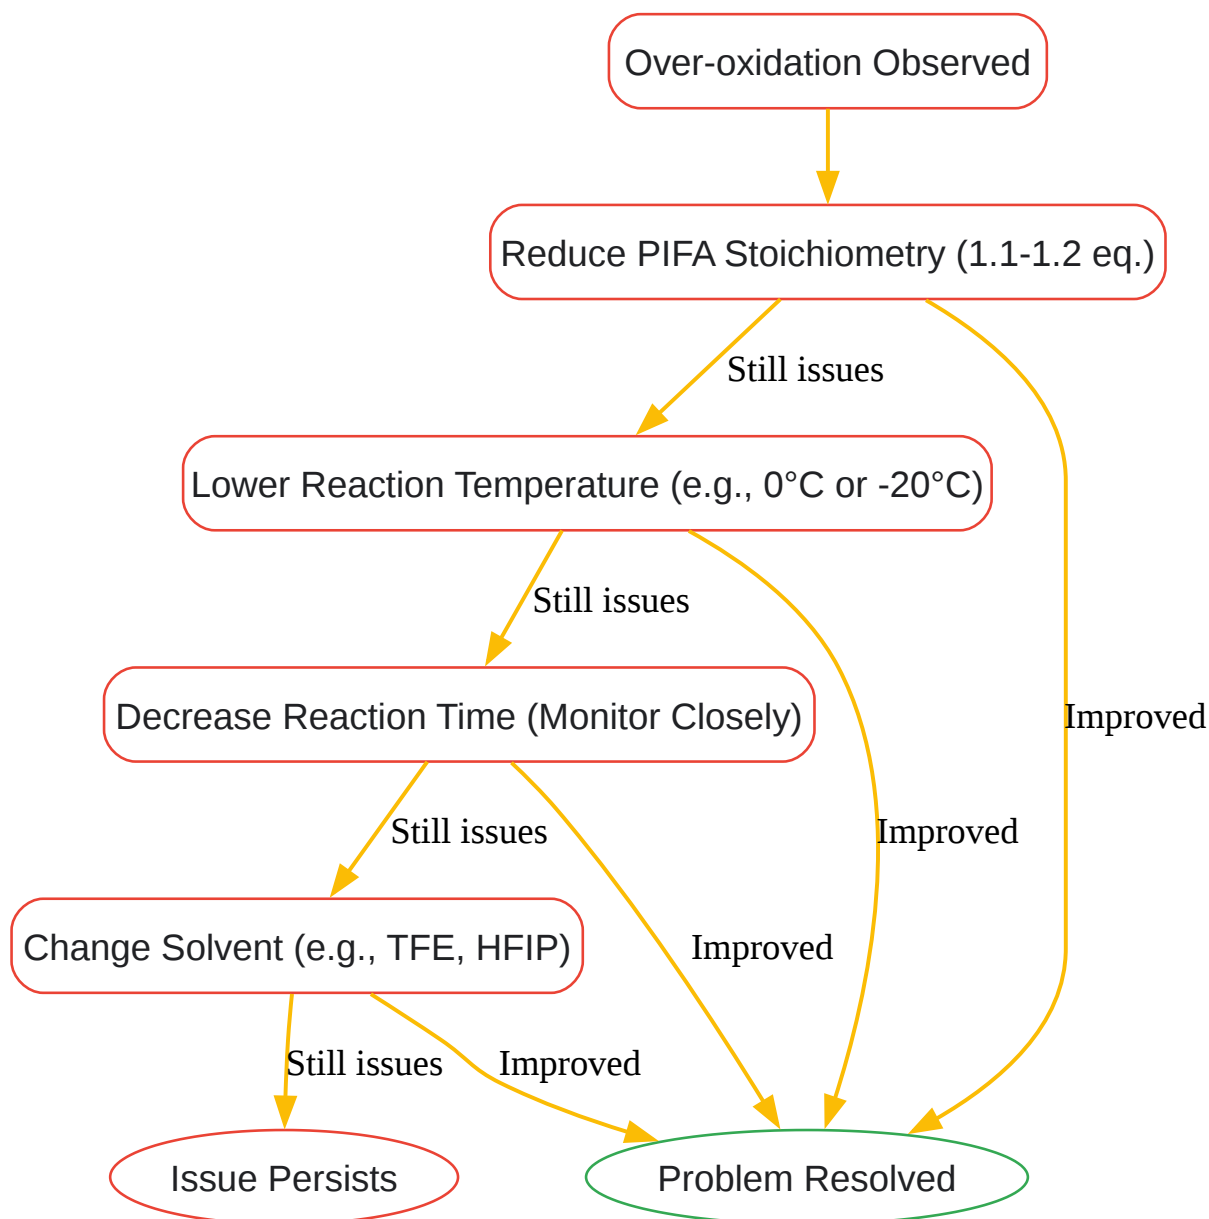 Over-oxidation Observed
Reduce PIFA Stoichiometry (1.1-1.2 eq.)
Still issues
Lower Reaction Temperature (e.g., 0°C or -20°C)
Still issues
Decrease Reaction Time (Monitor Closely)
Improved
Still issues
Improved
Change Solvent (e.g., TFE, HFIP)
Improved
Still issues
Improved
Issue Persists
Problem Resolved